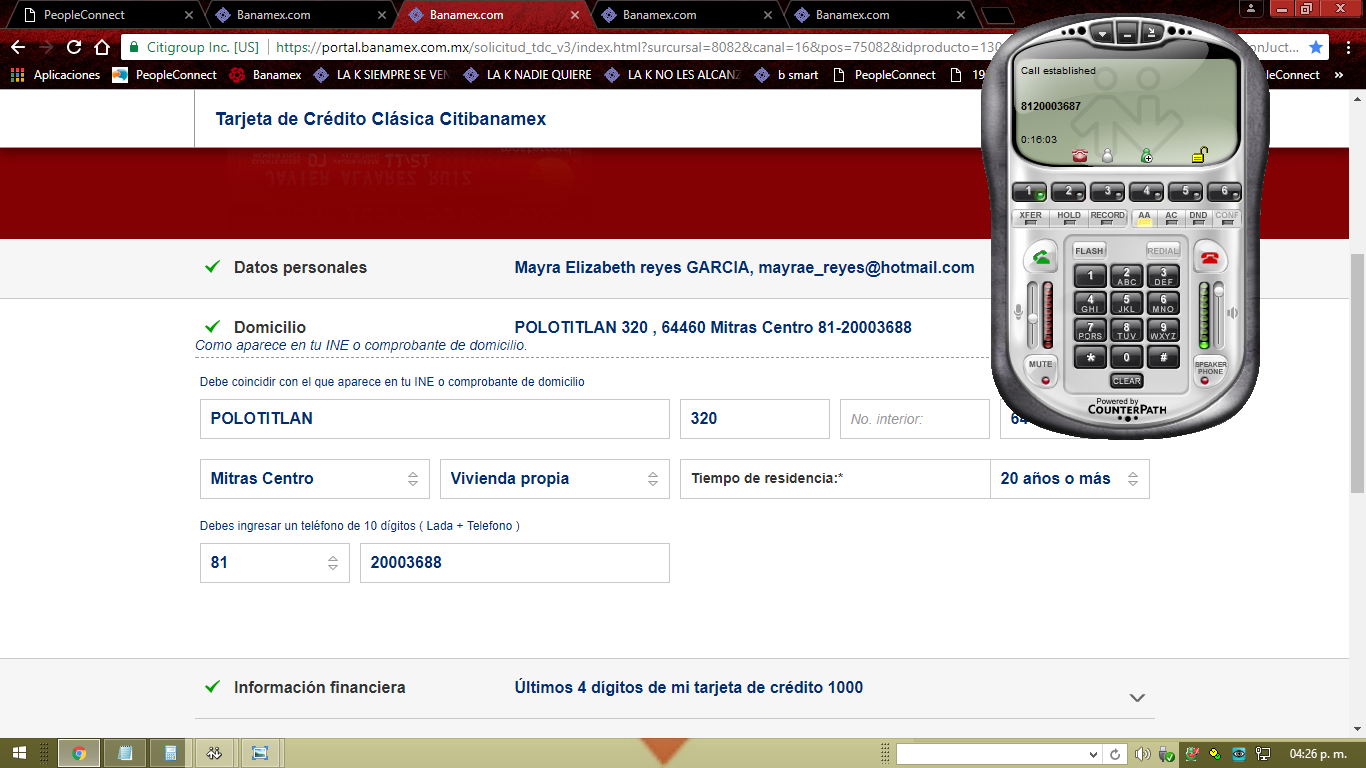 PeopleConnect
Banamex.com
Banamex.com
Banamex.com
Banamex.com
Citigroup Inc. [US]
https://portal.banamex.com.mx/solicitud_tdc_v3/index.html?surcursal=8082&canal=16&pos=75082&idproducto=130
onJuct...
Aplicaciones
PeopleConnect
Banamex
LA K SIEMPRE SE VEN
LA K NADIE QUIERE
LA K NO LES ALCANZ
b smart
PeopleConnect
19
leConnect
»
Tarjeta de Crédito Clásica Citibanamex
JAVIER ALVAREZ RUIZ
Datos personales
Mayra Elizabeth reyes GARCIA, mayrae_reyes@hotmail.com
Domicilio
POLOTITLAN 320 , 64460 Mitras Centro 81-20003688
Como aparece en tu INE o comprobante de domicilio.
Debe coincidir con el que aparece en tu INE o comprobante de domicilio
POLOTITLAN
320
No. interior:
Mitras Centro
Vivienda propia
Tiempo de residencia:*
20 años o más
Debes ingresar un teléfono de 10 dígitos ( Lada + Telefono )
81
20003688
Información financiera
Últimos 4 dígitos de mi tarjeta de crédito 1000
Call established
8120003687
0:16:03
1 2 3 4 5 6
XFER HOLD RECORD AA AC DND CONF
FLASH
REDIAL
1
2 ABC
3 DEF
4 GHI
5 JKL
6 MNO
7 PQRS
8 TUV
9 WXYZ
* 0 #
MUTE
CLEAR
SPEAKER PHONE
Powered by
COUNTERPATH
04:26 p. m.